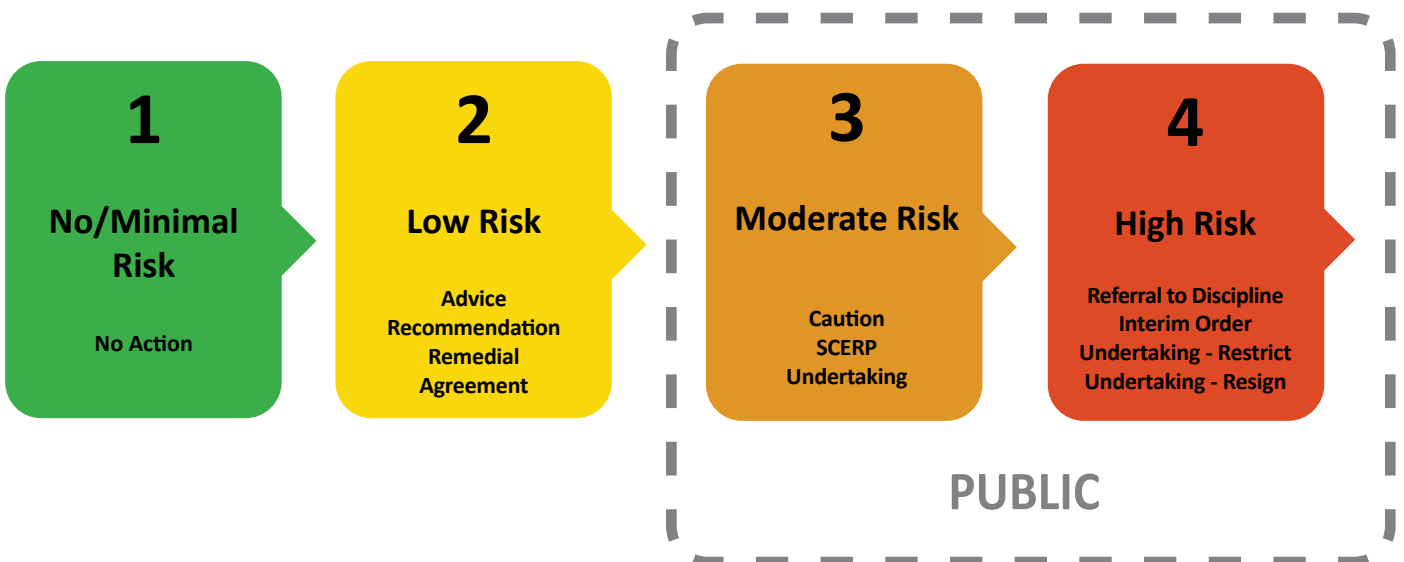 1
No/Minimal
Risk
No Action
2
Low Risk
Advice
Recommendation
Remedial
Agreement
3
Moderate Risk
Caution
SCERP
Undertaking
4
High Risk
Referral to Discipline
Interim Order
Undertaking - Restrict
Undertaking - Resign
PUBLIC